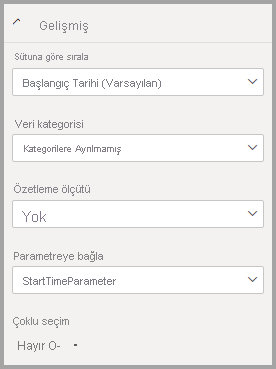 Gelişmiş
Sütuna göre sırala
Başlangıç Tarihi (Varsayılan)
Veri kategorisi
Kategorilere Ayrılmamış
Özetleme ölçütü
Yok
Parametreye bağla
StartTimeParameter
Çoklu seçim
Hayır O-